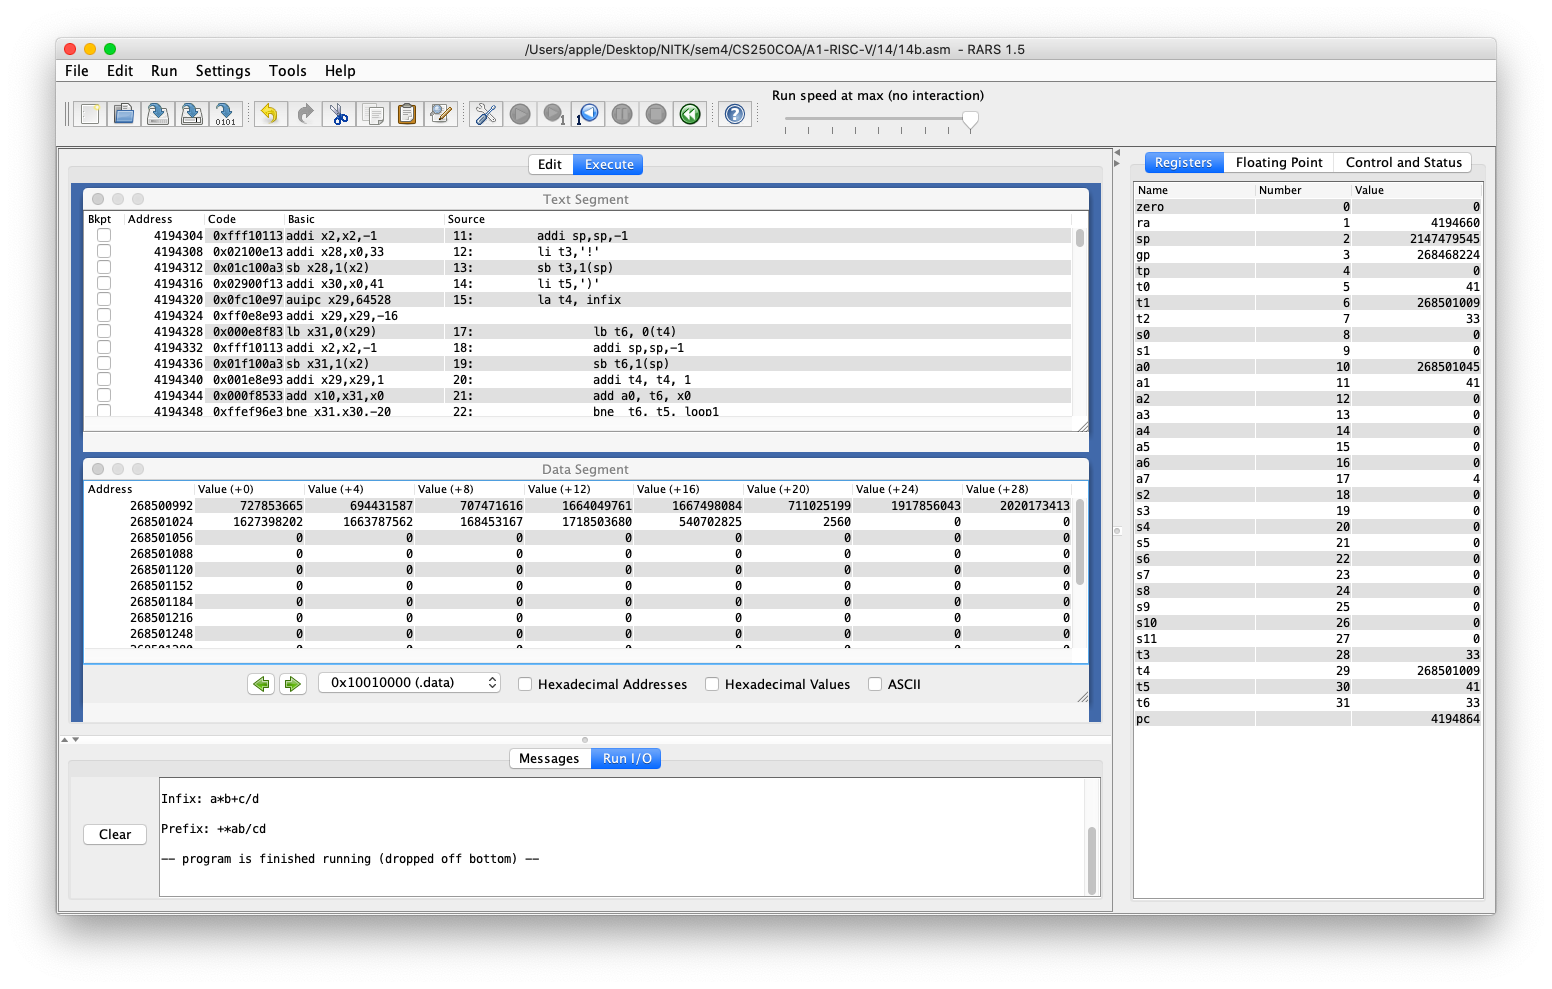 /Users/apple/Desktop/NITK/sem4/CS250COA/A1-RISC-V/14/14b.asm - RARS 1.5
File Edit Run Settings Tools Help
Run speed at max (no interaction)
Edit Execute
Text Segment
Bkpt Address Code Basic Source
4194304 0xfff10113 addi x2,x2,-1 11: addi sp,sp,-1
4194308 0x02100e13 addi x28,x0,33 12: li t3,'!'
4194312 0x01c100a3 sb x28,1(x2) 13: sb t3,1(sp)
4194316 0x02900f13 addi x30,x0,41 14: li t5,')'
4194320 0x0fc10e97 auipc x29,64528 15: la t4, infix
4194324 0xff0e8e93 addi x29,x29,-16
4194328 0x000e8f83 lb x31,0(x29) 17: lb t6, 0(t4)
4194332 0xfff10113 addi x2,x2,-1 18: addi sp,sp,-1
4194336 0x01f100a3 sb x31,1(x2) 19: sb t6,1(sp)
4194340 0x001e8e93 addi x29,x29,1 20: addi t4, t4, 1
4194344 0x000f8533 add x10,x31,x0 21: add a0, t6, x0
4194348 0xffef96e3 bne x31,x30,-20 22: bne t6, t5, loop1
Data Segment
Address Value (+0) Value (+4) Value (+8) Value (+12) Value (+16) Value (+20) Value (+24) Value (+28)
268500992 727853665 694431587 707471616 1664049761 1667498084 711025199 1917856043 2020173413
268501024 1627398202 1663787562 168453167 1718503680 540702825 2560 0 0
268501056 0 0 0 0 0 0 0 0
268501088 0 0 0 0 0 0 0 0
268501120 0 0 0 0 0 0 0 0
268501152 0 0 0 0 0 0 0 0
268501184 0 0 0 0 0 0 0 0
268501216 0 0 0 0 0 0 0 0
268501248 0 0 0 0 0 0 0 0
0x10010000 (.data) Hexadecimal Addresses Hexadecimal Values ASCII
Messages Run I/O
Clear
Infix: a*b+c/d
Prefix: +*ab/cd
-- program is finished running (dropped off bottom) --
Registers Floating Point Control and Status
Name Number Value
zero 0 0
ra 1 4194660
sp 2 2147479545
gp 3 268468224
tp 4 0
t0 5 41
t1 6 268501009
t2 7 33
s0 8 0
s1 9 0
a0 10 268501045
a1 11 41
a2 12 0
a3 13 0
a4 14 0
a5 15 0
a6 16 0
a7 17 4
s2 18 0
s3 19 0
s4 20 0
s5 21 0
s6 22 0
s7 23 0
s8 24 0
s9 25 0
s10 26 0
s11 27 0
t3 28 33
t4 29 268501009
t5 30 41
t6 31 33
pc 4194864